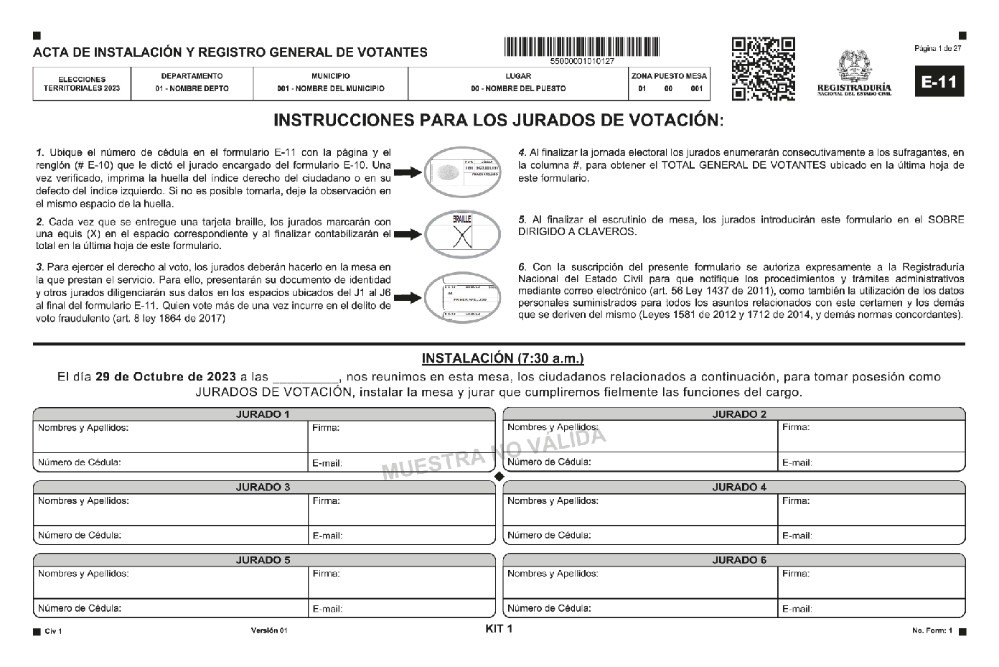 ACTA DE INSTALACIÓN Y REGISTRO GENERAL DE VOTANTES
55000001010127
Página 1 de 27
ELECCIONES
TERRITORIALES 2023
DEPARTAMENTO
01 - NOMBRE DEPTO
MUNICIPIO
001 - NOMBRE DEL MUNICIPIO
LUGAR
00 - NOMBRE DEL PUESTO
ZONA PUESTO MESA
01 00 001
REGISTRADURÍA
NACIONAL DEL ESTADO CIVIL
E-11
INSTRUCCIONES PARA LOS JURADOS DE VOTACIÓN:
1. Ubique el número de cédula en el formulario E-11 con la página y el
renglón (# E-10) que le dictó el jurado encargado del formulario E-10. Una
vez verificado, imprima la huella del índice derecho del ciudadano o en su
defecto del índice izquierdo. Si no es posible tomarla, deje la observación en
el mismo espacio de la huella.
2. Cada vez que se entregue una tarjeta braille, los jurados marcarán con
una equis (X) en el espacio correspondiente y al finalizar contabilizarán el
total en la última hoja de este formulario.
BRAILLE
3. Para ejercer el derecho al voto, los jurados deberán hacerlo en la mesa en
la que prestan el servicio. Para ello, presentarán su documento de identidad
y otros jurados diligenciarán sus datos en los espacios ubicados del J1 al J6
al final del formulario E-11. Quien vote más de una vez incurre en el delito de
voto fraudulento (art. 8 ley 1864 de 2017)
4. Al finalizar la jornada electoral los jurados enumerarán consecutivamente a los sufragantes, en
la columna #, para obtener el TOTAL GENERAL DE VOTANTES ubicado en la última hoja de
este formulario.
5. Al finalizar el escrutinio de mesa, los jurados introducirán este formulario en el SOBRE
DIRIGIDO A CLAVEROS.
6. Con la suscripción del presente formulario se autoriza expresamente a la Registraduría
Nacional del Estado Civil para que notifique los procedimientos y trámites administrativos
mediante correo electrónico (art. 56 Ley 1437 de 2011), como también la utilización de los datos
personales suministrados para todos los asuntos relacionados con este certamen y los demás
que se deriven del mismo (Leyes 1581 de 2012 y 1712 de 2014, y demás normas concordantes).
INSTALACIÓN (7:30 a.m.)
El día 29 de Octubre de 2023 a las _________, nos reunimos en esta mesa, los ciudadanos relacionados a continuación, para tomar posesión como
JURADOS DE VOTACIÓN, instalar la mesa y jurar que cumpliremos fielmente las funciones del cargo.
JURADO 1
Nombres y Apellidos: Firma:
Número de Cédula: E-mail:
JURADO 2
Nombres y Apellidos: Firma:
Número de Cédula: E-mail:
MUESTRA NO VÁLIDA
JURADO 3
Nombres y Apellidos: Firma:
Número de Cédula: E-mail:
JURADO 4
Nombres y Apellidos: Firma:
Número de Cédula: E-mail:
JURADO 5
Nombres y Apellidos: Firma:
Número de Cédula: E-mail:
JURADO 6
Nombres y Apellidos: Firma:
Número de Cédula: E-mail:
Civ 1
Versión 01
KIT 1
No. Form: 1